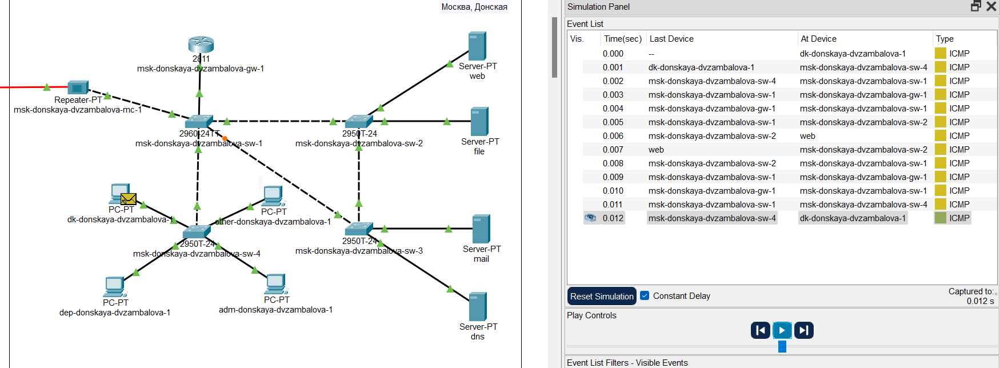 Москва, Донская
2811
msk-donskaya-dvzambalova-gw-1
Repeater-PT
msk-donskaya-dvzambalova-mc-1
2960-24TT
msk-donskaya-dvzambalova-sw-1
2950T-24
msk-donskaya-dvzambalova-sw-2
Server-PT
web
Server-PT
file
PC-PT
dk-donskaya-dvzambalova-1
PC-PT
other-donskaya-dvzambalova-1
2950T-24
msk-donskaya-dvzambalova-sw-4
2950T-24
msk-donskaya-dvzambalova-sw-3
Server-PT
mail
PC-PT
dep-donskaya-dvzambalova-1
PC-PT
adm-donskaya-dvzambalova-1
Server-PT
dns
Simulation Panel
Event List
Vis. Time(sec) Last Device At Device Type
0.000 -- dk-donskaya-dvzambalova-1 ICMP
0.001 dk-donskaya-dvzambalova-1 msk-donskaya-dvzambalova-sw-4 ICMP
0.002 msk-donskaya-dvzambalova-sw-4 msk-donskaya-dvzambalova-sw-1 ICMP
0.003 msk-donskaya-dvzambalova-sw-1 msk-donskaya-dvzambalova-gw-1 ICMP
0.004 msk-donskaya-dvzambalova-gw-1 msk-donskaya-dvzambalova-sw-1 ICMP
0.005 msk-donskaya-dvzambalova-sw-1 msk-donskaya-dvzambalova-sw-2 ICMP
0.006 msk-donskaya-dvzambalova-sw-2 web ICMP
0.007 web msk-donskaya-dvzambalova-sw-2 ICMP
0.008 msk-donskaya-dvzambalova-sw-2 msk-donskaya-dvzambalova-sw-1 ICMP
0.009 msk-donskaya-dvzambalova-sw-1 msk-donskaya-dvzambalova-gw-1 ICMP
0.010 msk-donskaya-dvzambalova-gw-1 msk-donskaya-dvzambalova-sw-1 ICMP
0.011 msk-donskaya-dvzambalova-sw-1 msk-donskaya-dvzambalova-sw-4 ICMP
0.012 msk-donskaya-dvzambalova-sw-4 dk-donskaya-dvzambalova-1 ICMP
Reset Simulation Constant Delay
Captured to:
0.012 s
Play Controls
Event List Filters - Visible Events